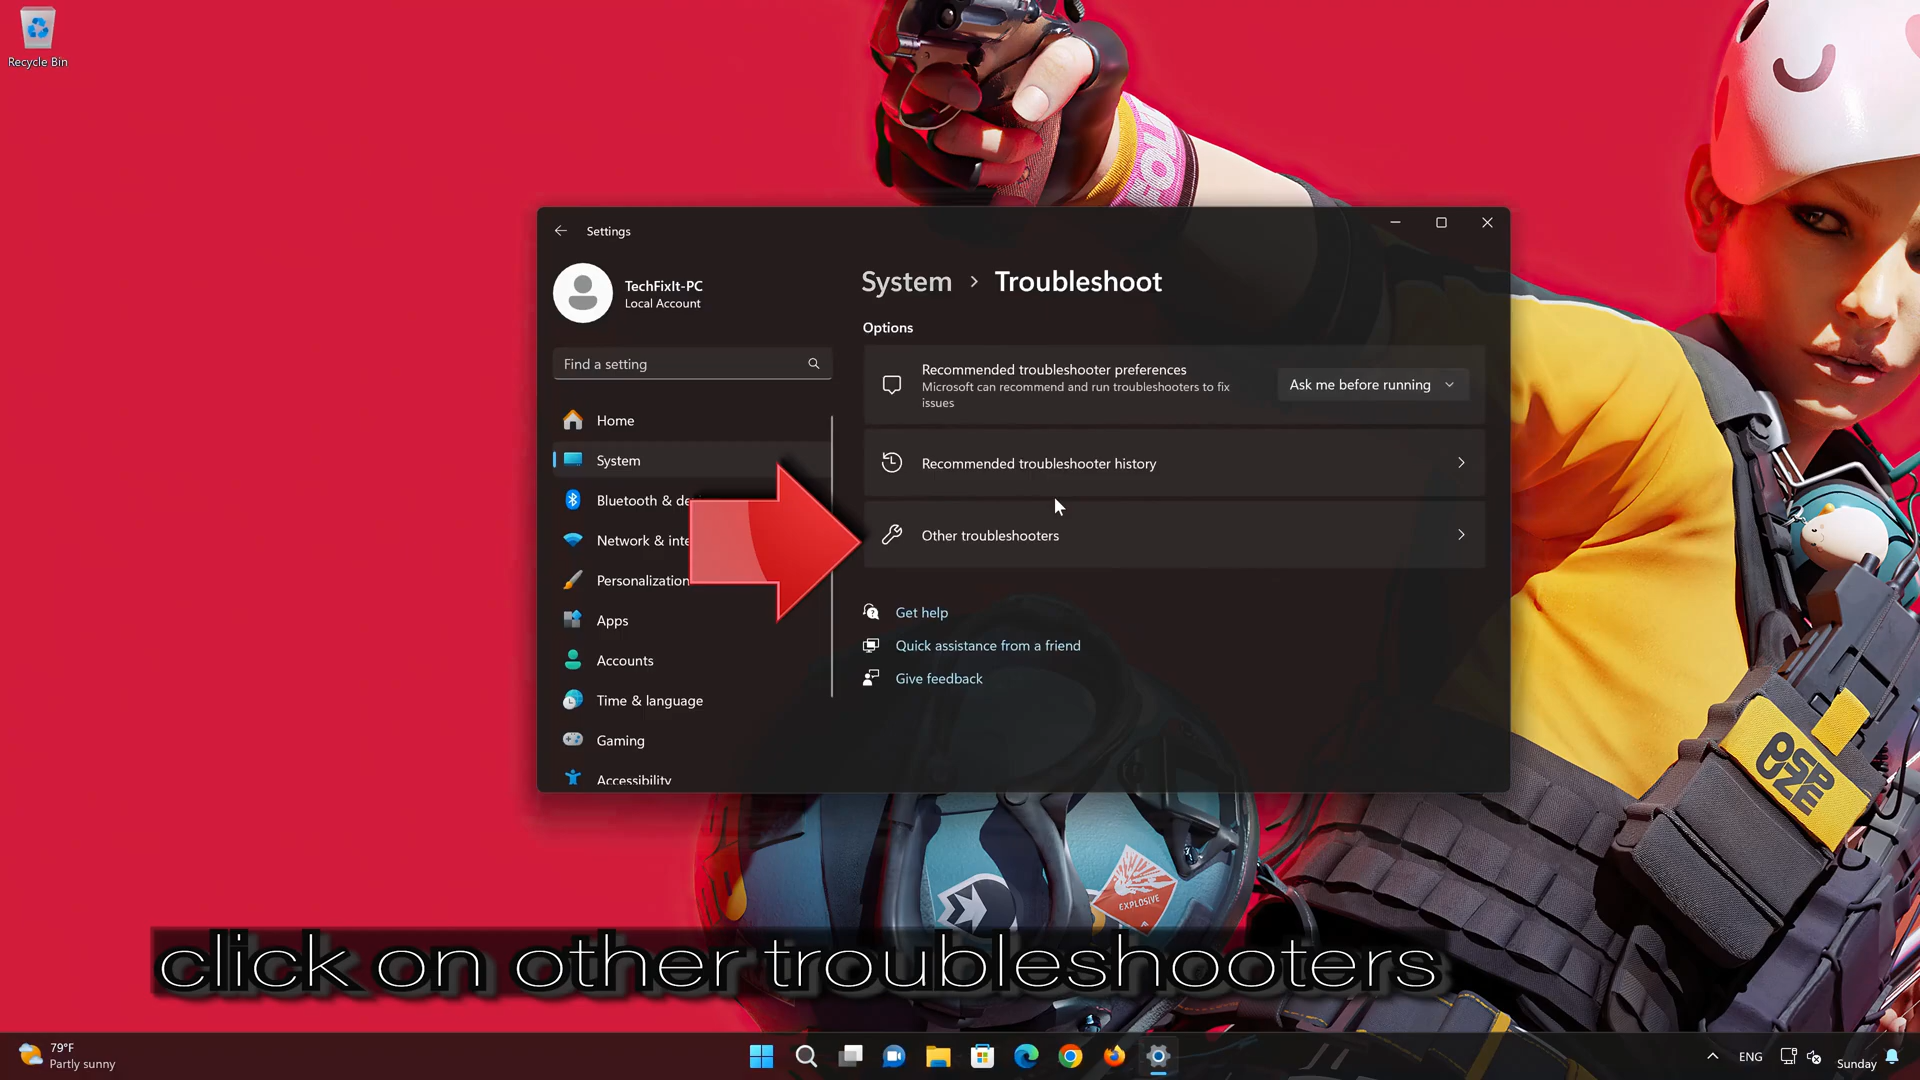 Recycle Bin
Settings
TechFixIt-PC
Local Account
Find a setting
Home
System
Bluetooth & de
Network & inte
Personalization
Apps
Accounts
Time & language
Gaming
Accessibility
System > Troubleshoot
Options
Recommended troubleshooter preferences
Microsoft can recommend and run troubleshooters to fix
issues
Ask me before running
Recommended troubleshooter history
Other troubleshooters
Get help
Quick assistance from a friend
Give feedback
EXPLOSIVE
click on other troubleshooters
79°F
Partly sunny
ENG
Sunday